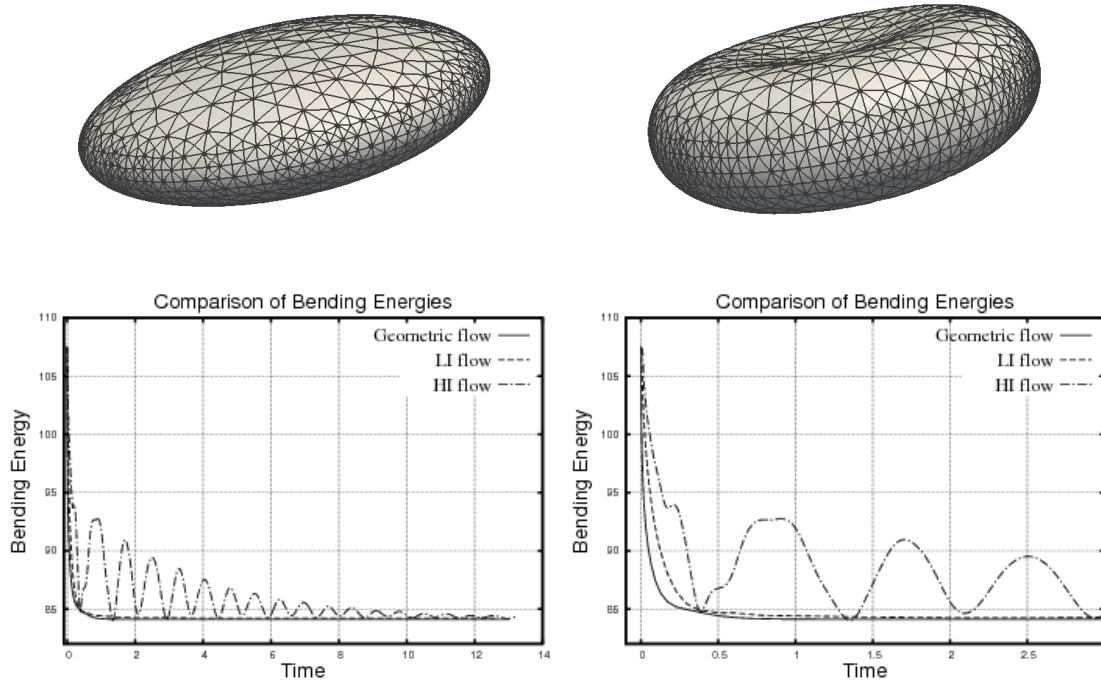 Comparison of Bending Energies
110
105
100
95
90
85
Bending Energy
Geometric flow
LI flow
HI flow
0 2 4 6 8 10 12 14
Time
Comparison of Bending Energies
110
105
100
95
90
85
Bending Energy
Geometric flow
LI flow
HI flow
0 0.5 1 1.5 2 2.5
Time